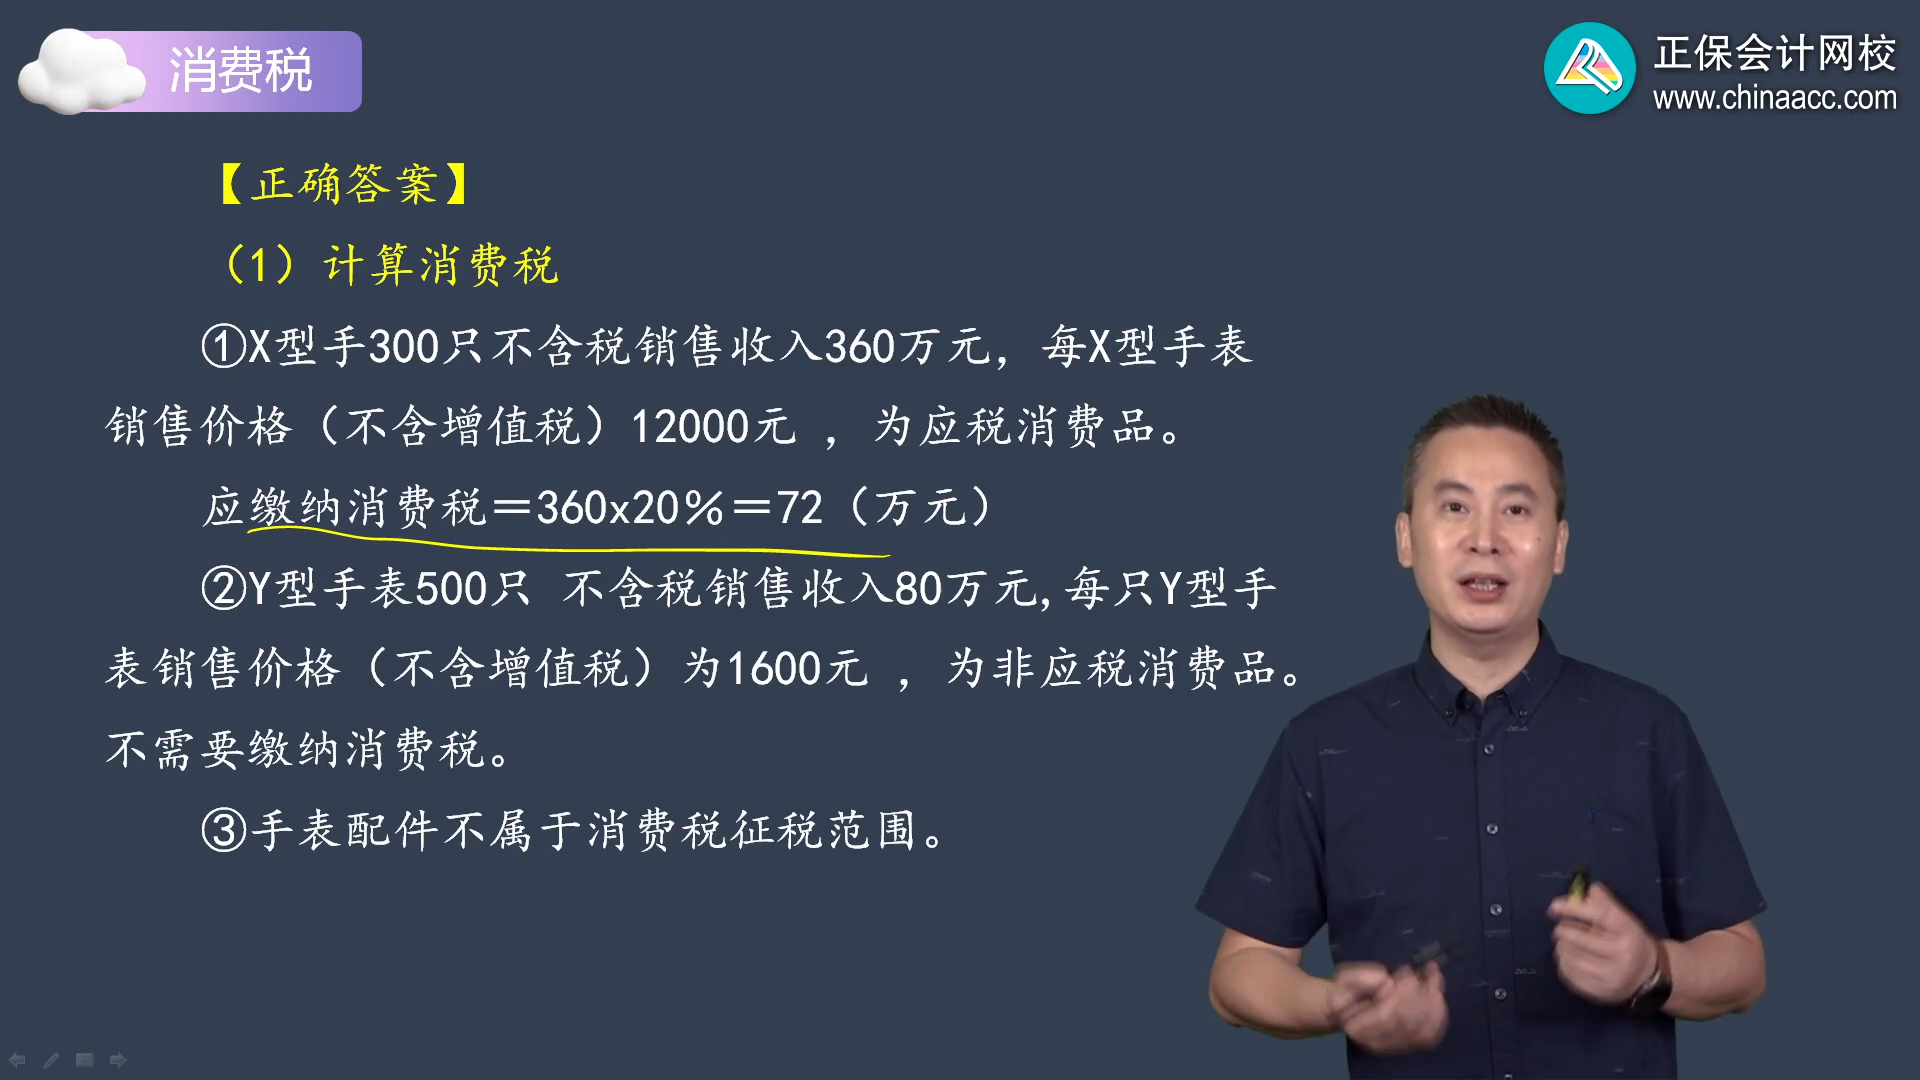 消费税
正保会计网校
www.chinaacc.com
【正确答案】
（1）计算消费税
①X型手300只不含税销售收入360万元，每X型手表
销售价格（不含增值税）12000元 ，为应税消费品。
应缴纳消费税＝360x20％＝72（万元）
②Y型手表500只 不含税销售收入80万元,每只Y型手
表销售价格（不含增值税）为1600元 ，为非应税消费品。
不需要缴纳消费税。
③手表配件不属于消费税征税范围。